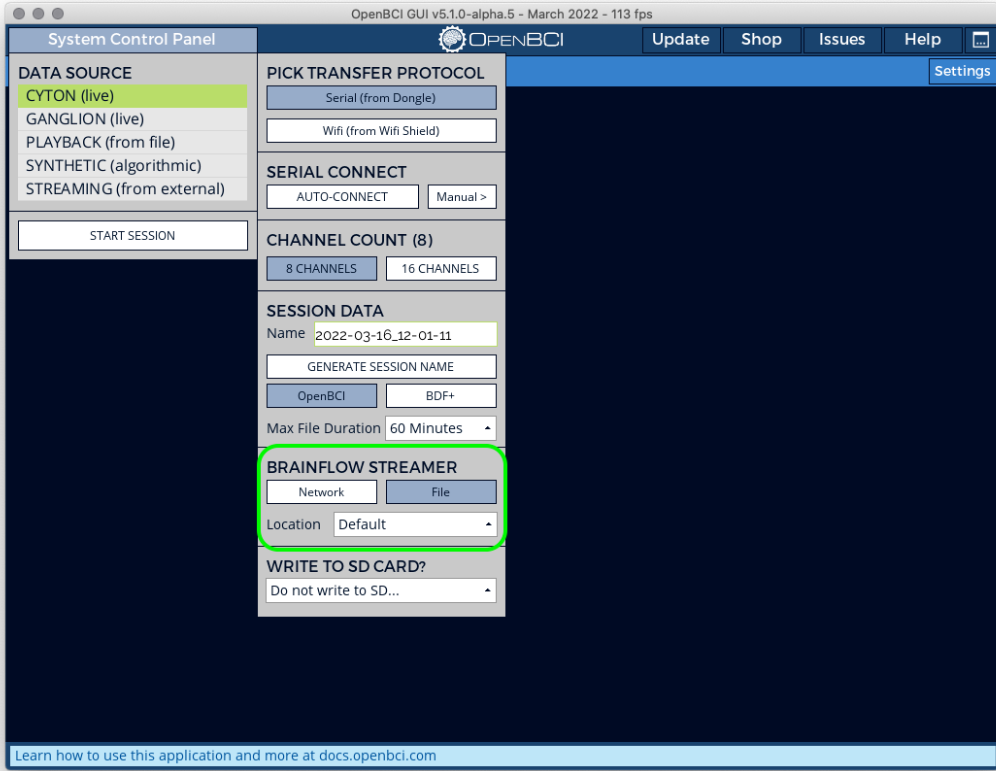 OpenBCI GUI v5.1.0-alpha.5 - March 2022 - 113 fps
System Control Panel
OPENBCI
Update
Shop
Issues
Help
Settings
DATA SOURCE
CYTON (live)
GANGLION (live)
PLAYBACK (from file)
SYNTHETIC (algorithmic)
STREAMING (from external)
START SESSION
PICK TRANSFER PROTOCOL
Serial (from Dongle)
Wifi (from Wifi Shield)
SERIAL CONNECT
AUTO-CONNECT
Manual >
CHANNEL COUNT (8)
8 CHANNELS
16 CHANNELS
SESSION DATA
Name 2022-03-16_12-01-11
GENERATE SESSION NAME
OpenBCI
BDF+
Max File Duration 60 Minutes
BRAINFLOW STREAMER
Network
File
Location Default
WRITE TO SD CARD?
Do not write to SD...
Learn how to use this application and more at docs.openbci.com